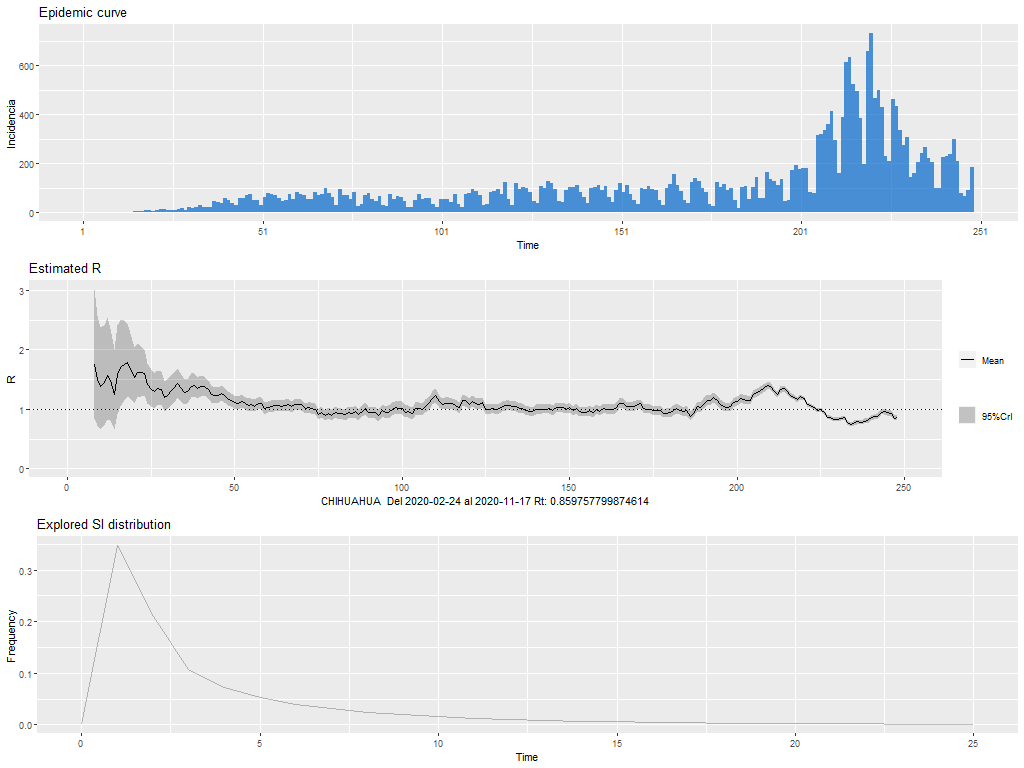 Epidemic curve
Incidencia
600
400
200
0
1
51
101
151
201
251
Time
Estimated R
R
3
2
1
0
0
50
100
150
200
250
CHIHUAHUA Del 2020-02-24 al 2020-11-17 Rt: 0.859757799874614
Mean
95%CrI
Explored SI distribution
Frequency
0.3
0.2
0.1
0.0
0
5
10
15
20
25
Time